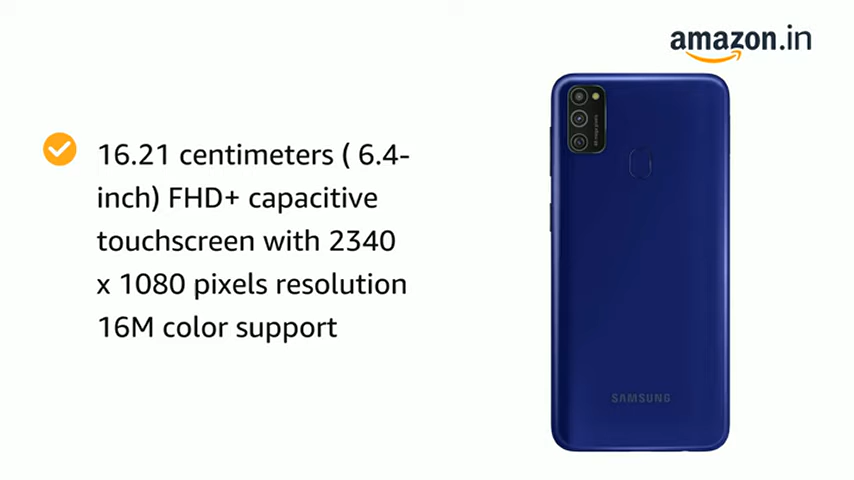 amazon.in
16.21 centimeters ( 6.4-
inch) FHD+ capacitive
touchscreen with 2340
x 1080 pixels resolution
16M color support
SAMSUNG